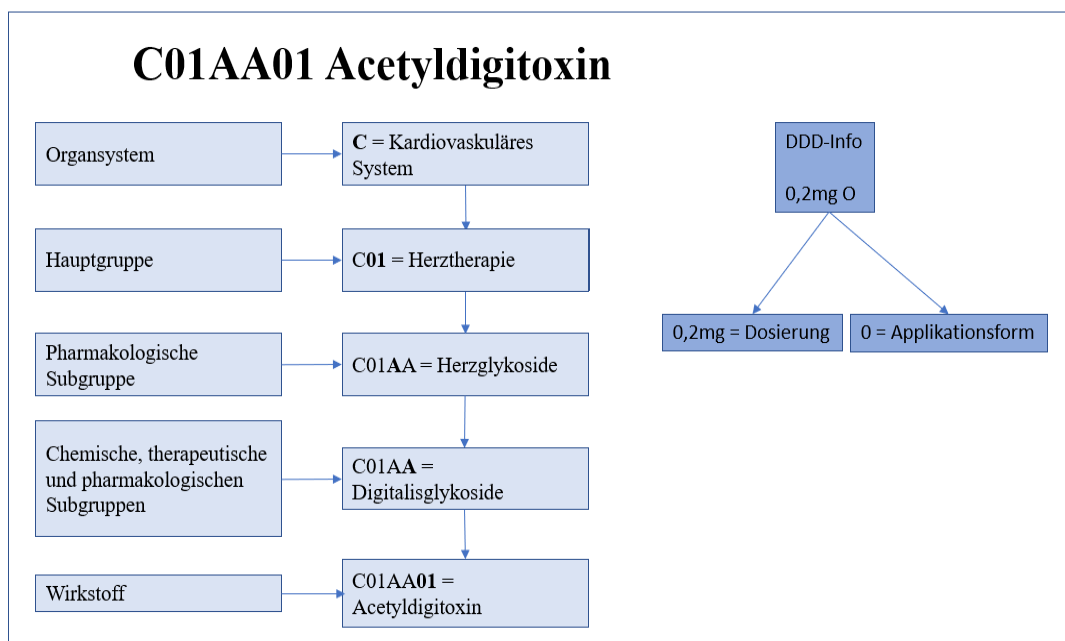 C01AA01 Acetyldigitoxin
Organsystem
C = Kardiovaskuläres
System
Hauptgruppe
C01 = Herztherapie
Pharmakologische
Subgruppe
C01AA = Herzglykoside
Chemische, therapeutische
und pharmakologischen
Subgruppen
C01AA =
Digitalisglykoside
Wirkstoff
C01AA01 =
Acetyldigitoxin
DDD-Info
0,2mg O
0,2mg = Dosierung
0 = Applikationsform